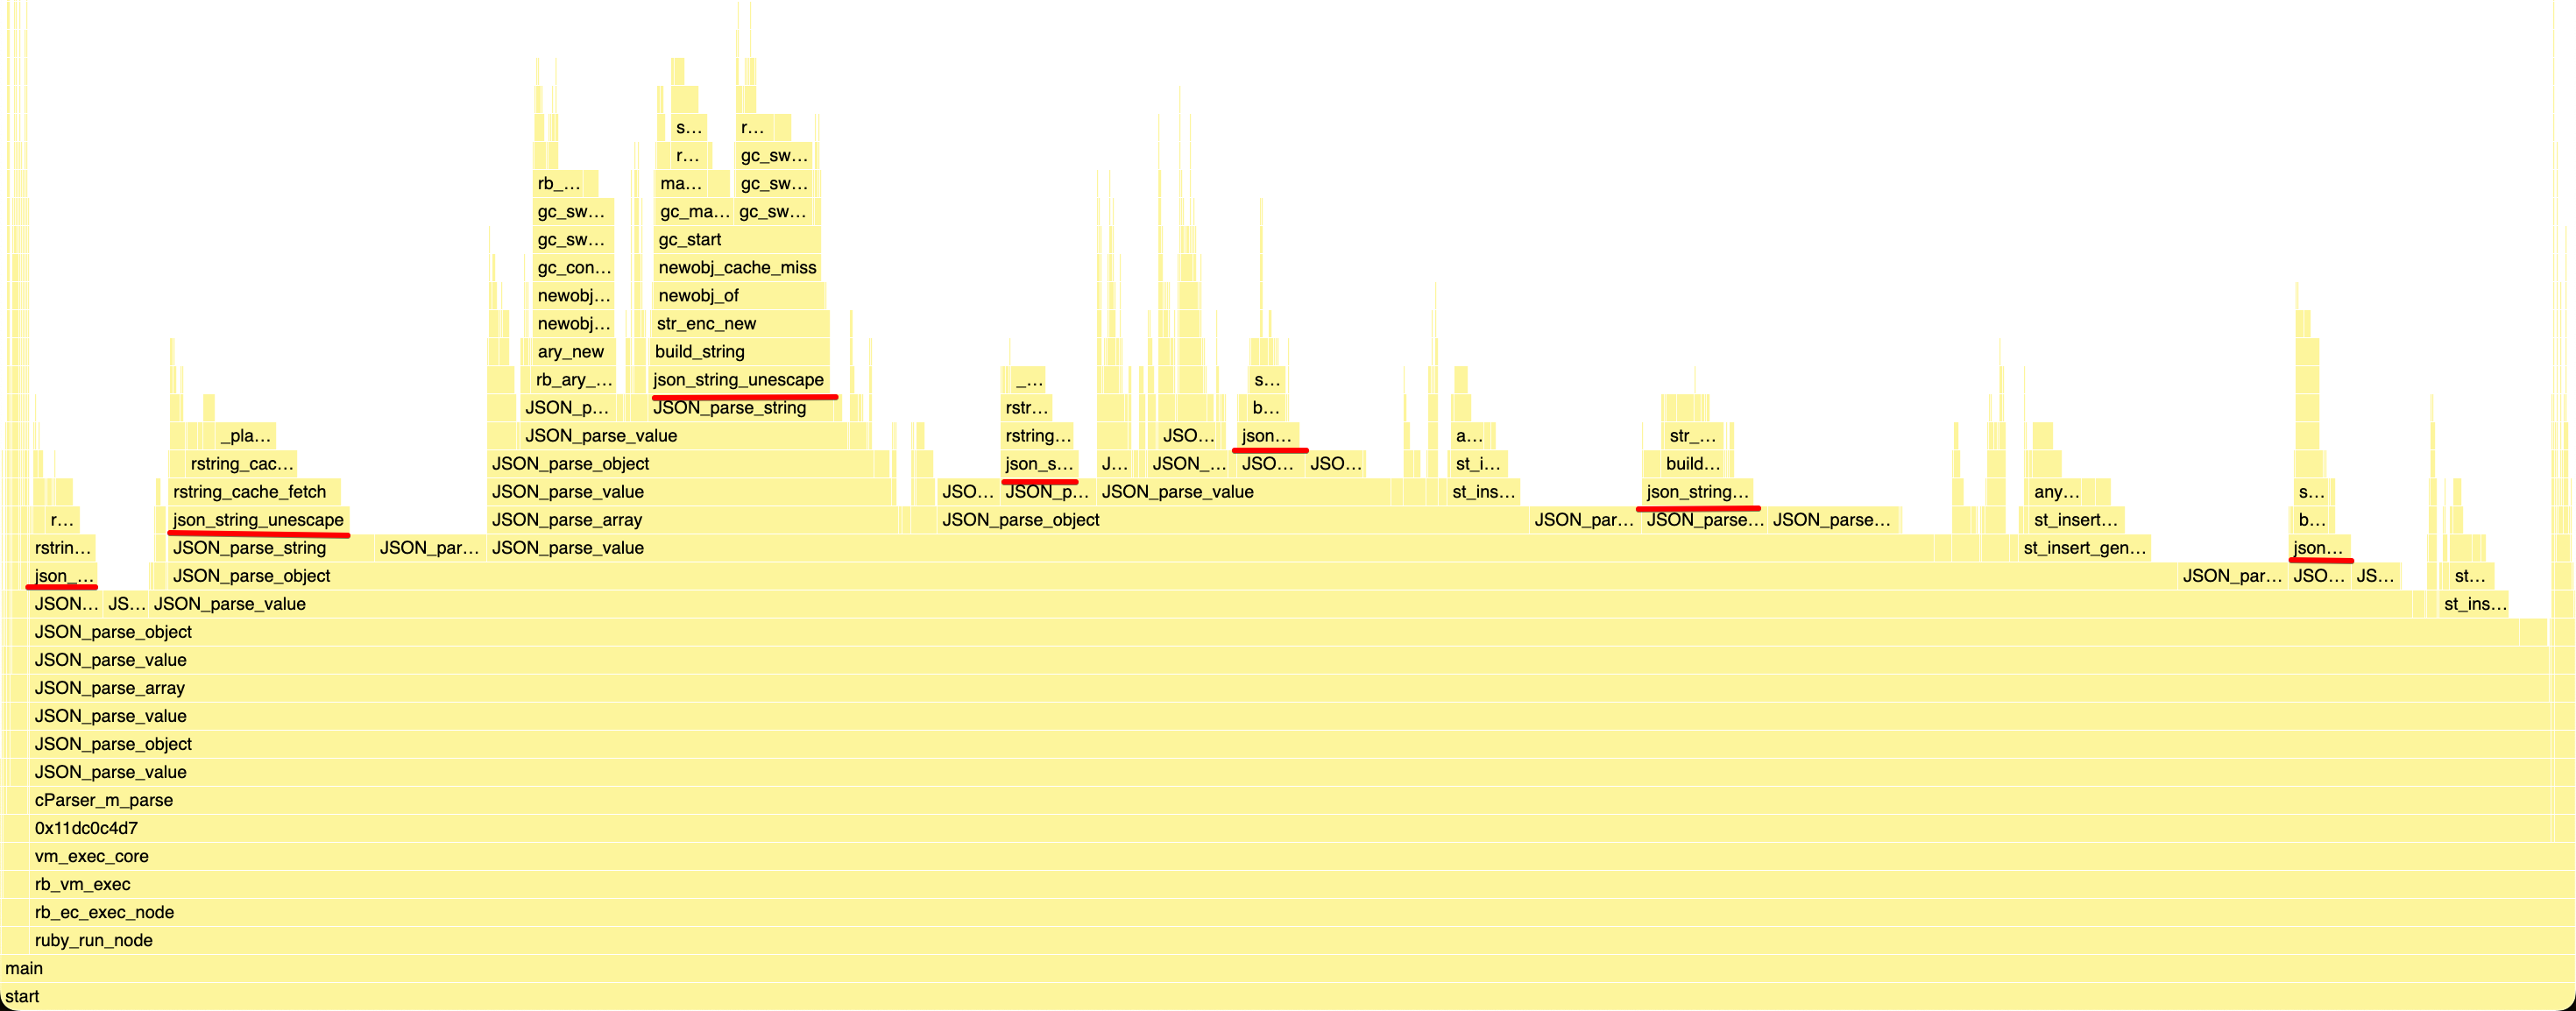 s… r…
r… gc_sw…
rb_… ma… gc_sw…
gc_sw… gc_ma… gc_sw…
gc_sw… gc_start
gc_con… newobj_cache_miss
newobj… newobj_of
newobj… str_enc_new
ary_new build_string
rb_ary_… json_string_unescape _… s…
JSON_p… JSON_parse_string rstr… b…
_pla… JSON_parse_value rstring… JSO… json… a… str_…
rstring_cac… JSON_parse_object json_s… J… JSON_… JSO… JSO… st_i… build…
rstring_cache_fetch JSON_parse_value JSO… JSON_p… JSON_parse_value st_ins… json_string… any… s…
r… json_string_unescape JSON_parse_array JSON_parse_object JSON_par… JSON_parse… JSON_parse… st_insert… b…
rstrin… JSON_parse_string JSON_par… JSON_parse_value st_insert_gen… json…
json_… JSON_parse_object JSON_par… JSO… JS… st…
JSON… JS… JSON_parse_value st_ins…
JSON_parse_object
JSON_parse_value
JSON_parse_array
JSON_parse_value
JSON_parse_object
JSON_parse_value
cParser_m_parse
0x11dc0c4d7
vm_exec_core
rb_vm_exec
rb_ec_exec_node
ruby_run_node
main
start